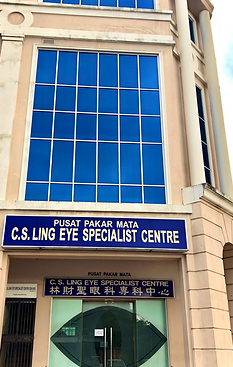 PUSAT PAKAR MATA
C.S. LING EYE SPECIALIST CENTRE
PUSAT PAKAR MATA
C.S. LING EYE SPECIALIST CENTRE
林財聖眼科專科中心